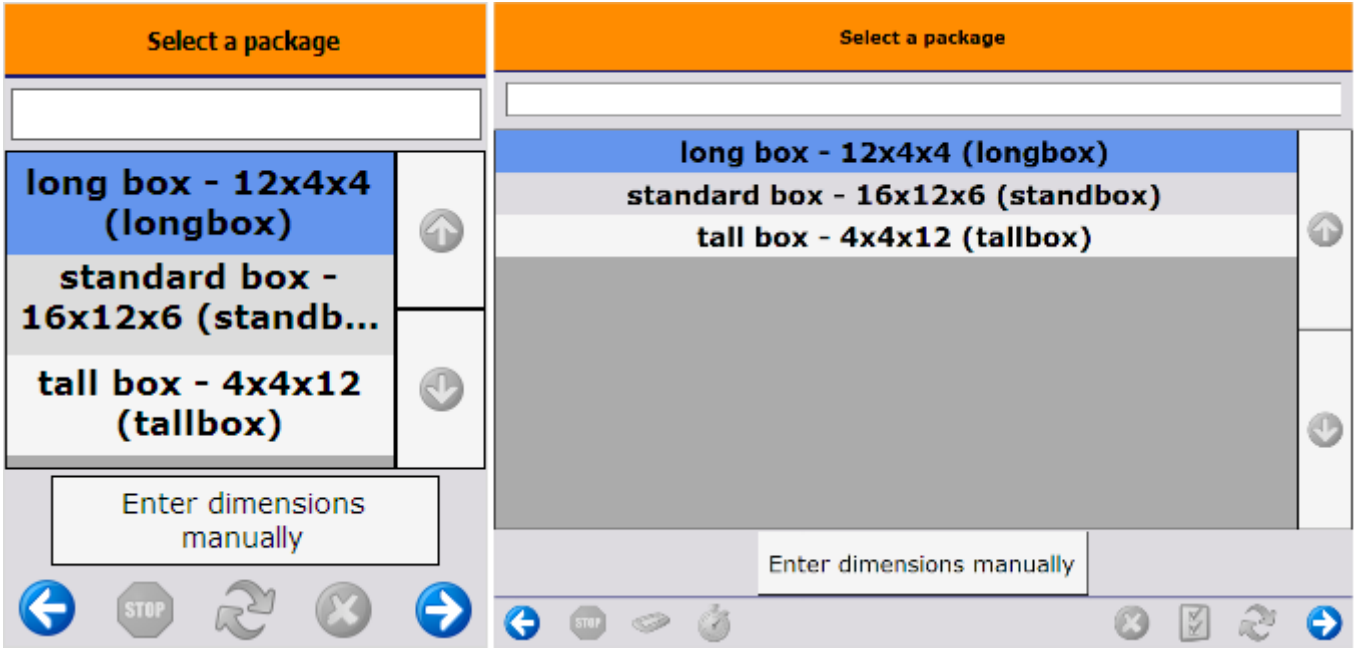 Select a package
long box - 12x4x4
(longbox)
standard box -
16x12x6 (standb...
tall box - 4x4x12
(tallbox)
Enter dimensions
manually
STOP
Select a package
long box - 12x4x4 (longbox)
standard box - 16x12x6 (standbox)
tall box - 4x4x12 (tallbox)
Enter dimensions manually
STOP